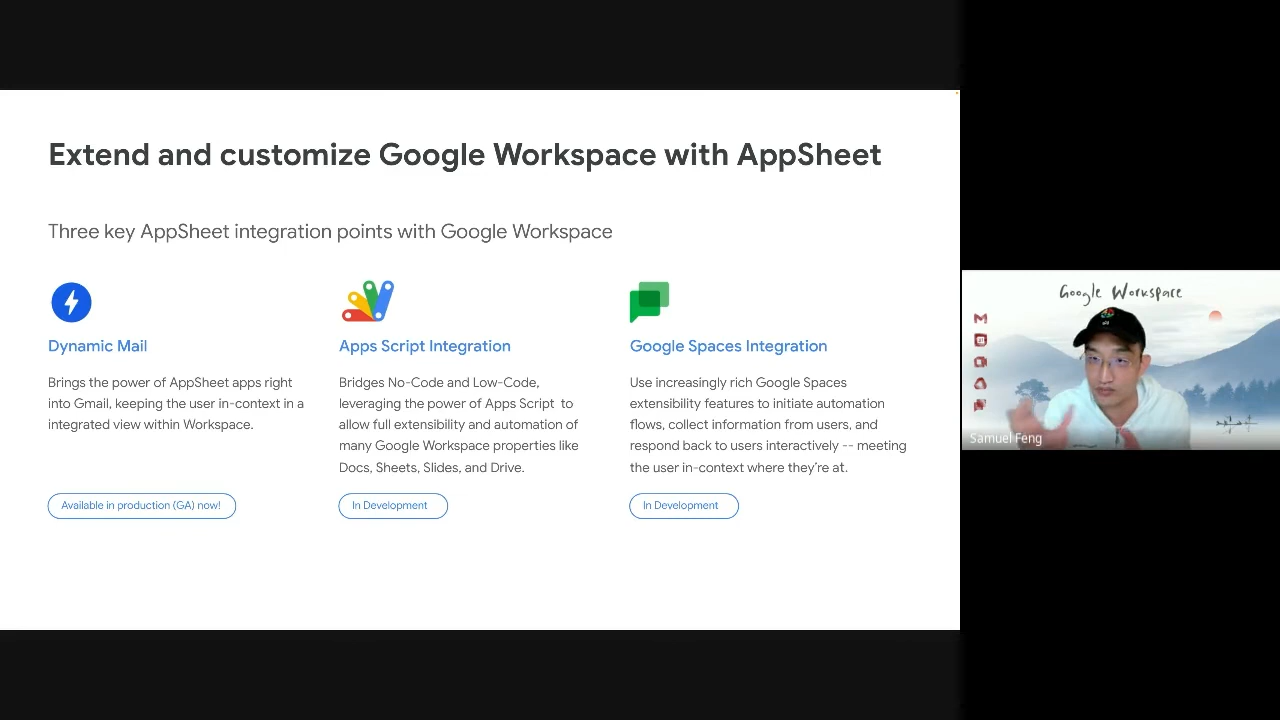 Extend and customize Google Workspace with AppSheet
Three key AppSheet integration points with Google Workspace
Dynamic Mail
Brings the power of AppSheet apps right
into Gmail, keeping the user in-context in a
integrated view within Workspace.
Available in production (GA) now!
Apps Script Integration
Bridges No-Code and Low-Code,
leveraging the power of Apps Script to
allow full extensibility and automation of
many Google Workspace properties like
Docs, Sheets, Slides, and Drive.
In Development
Google Spaces Integration
Use increasingly rich Google Spaces
extensibility features to initiate automation
flows, collect information from users, and
respond back to users interactively -- meeting
the user in-context where they're at.
In Development
Google Workspace
Samuel Feng